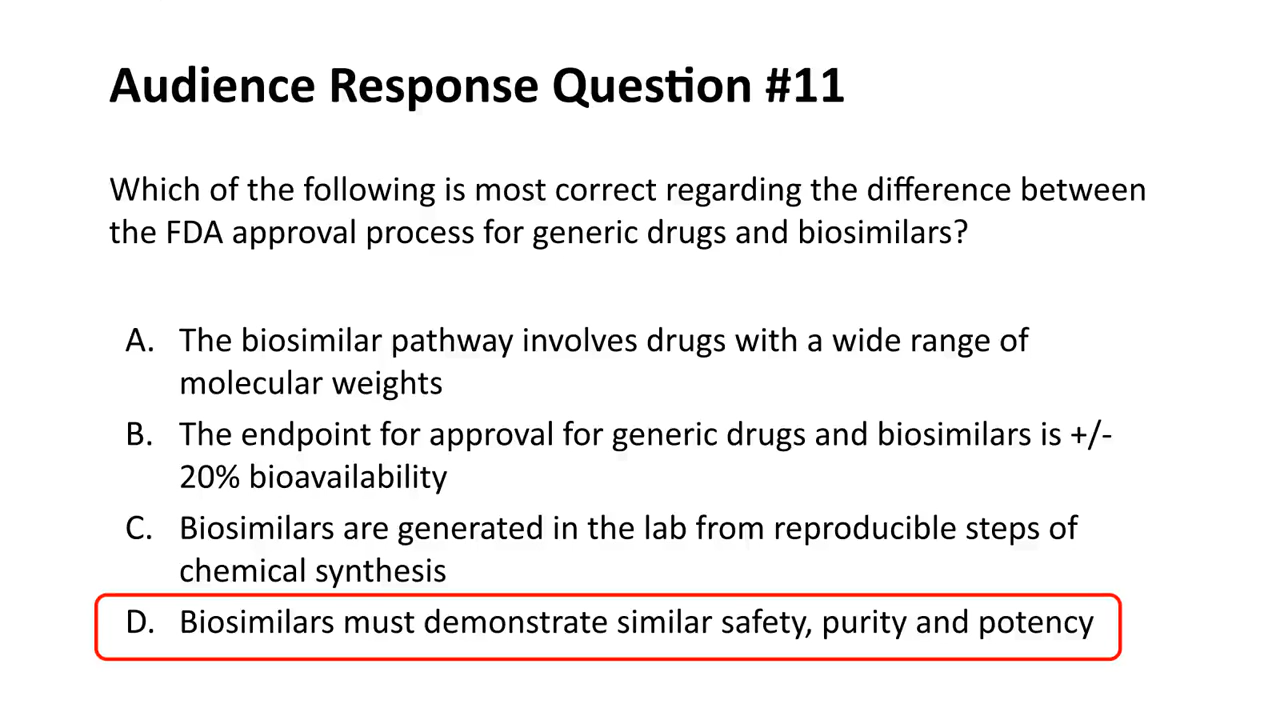 Audience Response Question #11
Which of the following is most correct regarding the difference between
the FDA approval process for generic drugs and biosimilars?
A. The biosimilar pathway involves drugs with a wide range of
molecular weights
B. The endpoint for approval for generic drugs and biosimilars is +/-
20% bioavailability
C. Biosimilars are generated in the lab from reproducible steps of
chemical synthesis
D. Biosimilars must demonstrate similar safety, purity and potency